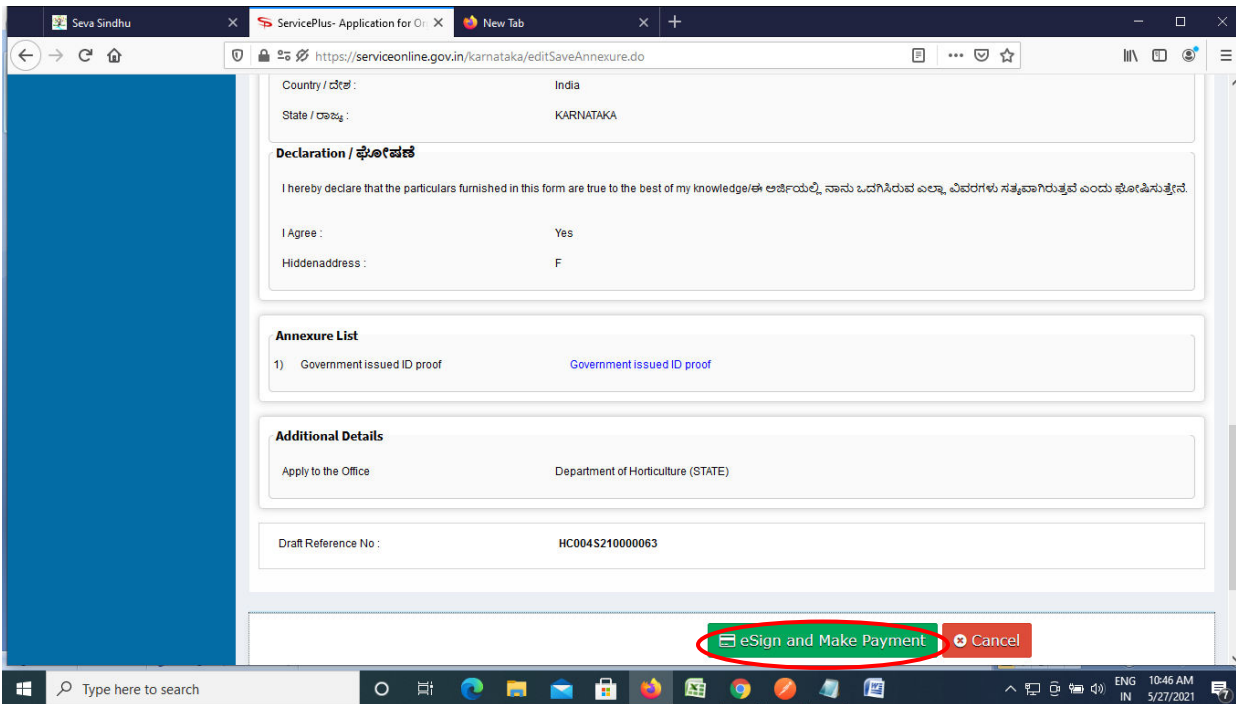 Seva Sindhu
ServicePlus- Application for On
New Tab
https://serviceonline.gov.in/karnataka/editSaveAnnexure.do
Country / ದೇಶ : India
State / ರಾಜ್ಯ : KARNATAKA
Declaration / ಘೋಷಣೆ
I hereby declare that the particulars furnished in this form are true to the best of my knowledge/ಈ ಅರ್ಜಿಯಲ್ಲಿ ನಾನು ಒದಗಿಸಿರುವ ಎಲ್ಲಾ ವಿವರಗಳು ಸತ್ಯವಾಗಿರುತ್ತವೆ ಎಂದು ಘೋಷಿಸುತ್ತೇನೆ.
I Agree : Yes
Hiddenaddress : F
Annexure List
1) Government issued ID proof Government issued ID proof
Additional Details
Apply to the Office Department of Horticulture (STATE)
Draft Reference No : HC004S210000063
eSign and Make Payment Cancel
Type here to search
ENG 10:46 AM
IN 5/27/2021
7